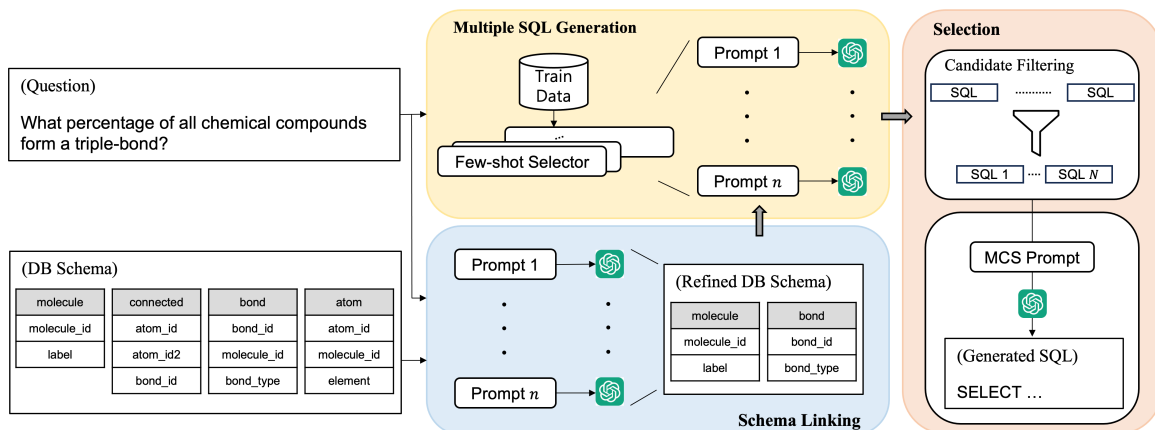 (Question)
What percentage of all chemical compounds
form a triple-bond?
(DB Schema)
molecule
molecule_id
label
connected
atom_id
atom_id2
bond_id
bond
bond_id
molecule_id
bond_type
atom
atom_id
molecule_id
element
Multiple SQL Generation
Train
Data
...
Few-shot Selector
Prompt 1
Prompt n
Schema Linking
Prompt 1
Prompt n
(Refined DB Schema)
molecule
molecule_id
label
bond
bond_id
bond_type
Selection
Candidate Filtering
SQL ........... SQL
SQL 1 .... SQL N
MCS Prompt
(Generated SQL)
SELECT ...